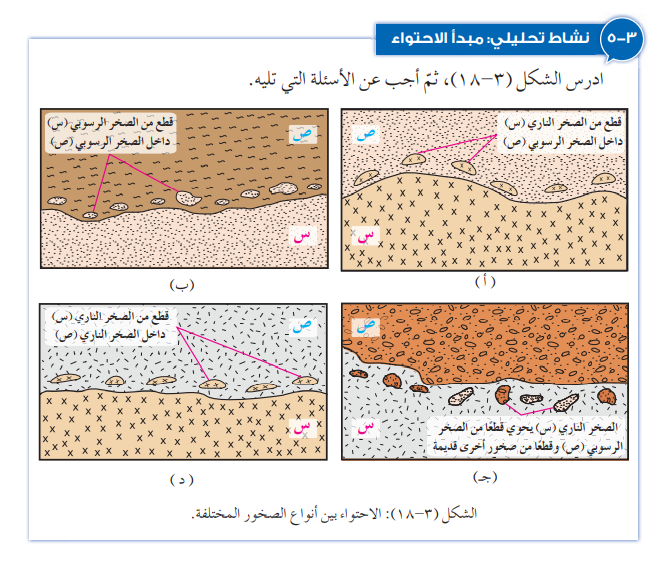 ٣-٥ نشاط تحليلي: مبدأ الاحتواء
ادرس الشكل (٣-١٨)، ثمّ أجب عن الأسئلة التي تليه.
قطع من الصخر الناري (س)
داخل الصخر الرسوبي (ص)
ص
س
(أ)
قطع من الصخر الرسوبي (س)
داخل الصخر الرسوبي (ص)
ص
س
(ب)
ص
س
الصخر الناري (س) يحوي قطعًا من الصخر
الرسوبي (ص) وقطعًا من صخور أخرى قديمة
(جـ)
قطع من الصخر الناري (س)
داخل الصخر الناري (ص)
ص
س
(د)
الشكل (٣-١٨): الاحتواء بين أنواع الصخور المختلفة.